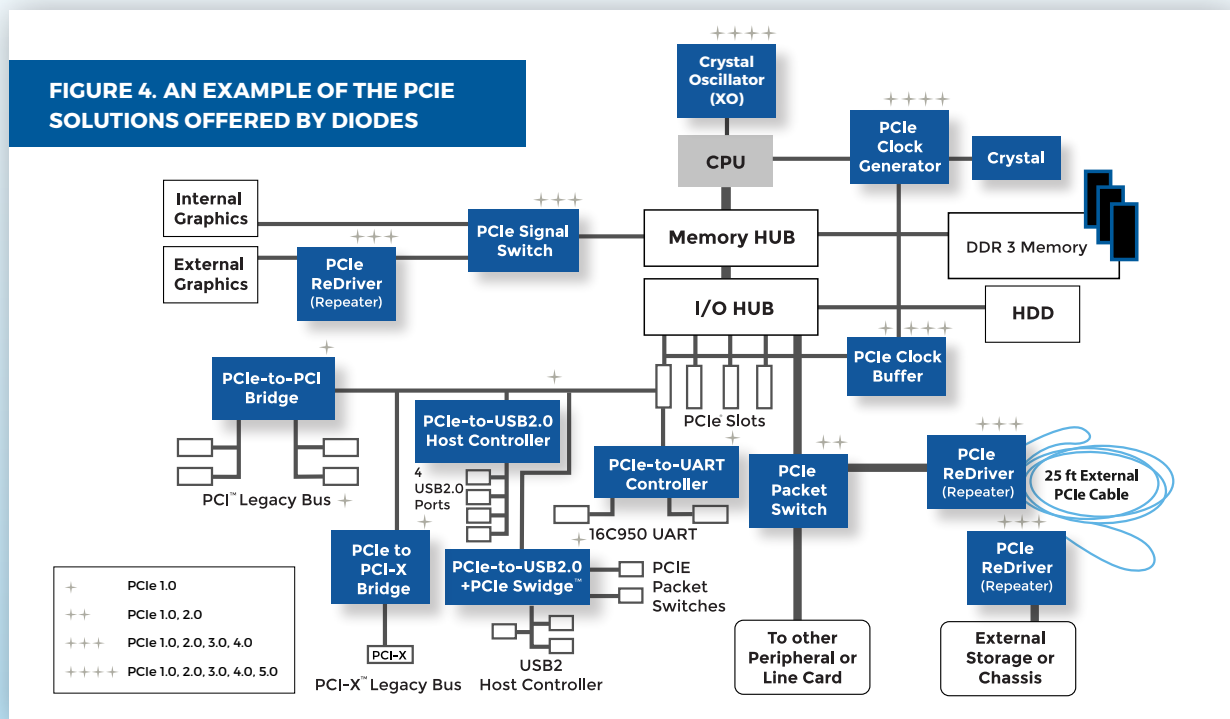 FIGURE 4. AN EXAMPLE OF THE PCIE
SOLUTIONS OFFERED BY DIODES
Crystal
Oscillator
(XO)
CPU
PCIe
Clock
Generator
Crystal
Internal
Graphics
External
Graphics
PCIe
ReDriver
(Repeater)
PCIe Signal
Switch
Memory HUB
DDR 3 Memory
I/O HUB
HDD
PCIe Clock
Buffer
PCIe-to-PCI
Bridge
PCIe® Slots
PCI™ Legacy Bus
PCIe-to-USB2.0
Host Controller
4
USB2.0
Ports
PCIe-to-UART
Controller
16C950 UART
PCIe
Packet
Switch
PCIe
ReDriver
(Repeater)
25 ft External
PCIe Cable
PCIe to
PCI-X
Bridge
PCIe-to-USB2.0
+PCIe Swidge™
PCIE
Packet
Switches
PCIe
ReDriver
(Repeater)
PCI-X
PCI-X™ Legacy Bus
USB2
Host Controller
To other
Peripheral or
Line Card
External
Storage or
Chassis
PCIe 1.0
PCIe 1.0, 2.0
PCIe 1.0, 2.0, 3.0, 4.0
PCIe 1.0, 2.0, 3.0, 4.0, 5.0